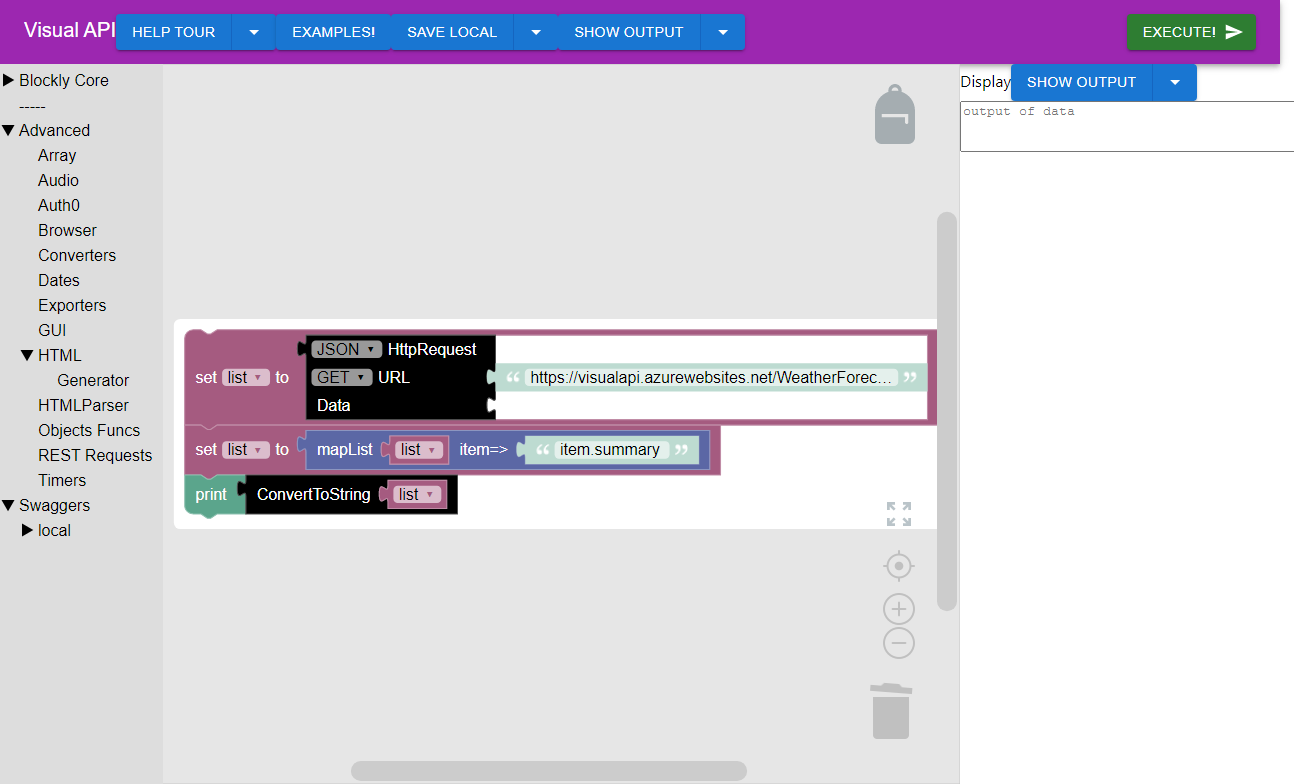 Visual API HELP TOUR EXAMPLES! SAVE LOCAL SHOW OUTPUT EXECUTE!
Blockly Core
-----
Advanced
Array
Audio
Auth0
Browser
Converters
Dates
Exporters
GUI
HTML
Generator
HTMLParser
Objects Funcs
REST Requests
Timers
Swaggers
local
JSON HttpRequest
set list to GET URL “ https://visualapi.azurewebsites.net/WeatherForec... ”
Data
set list to mapList list item=> “ item.summary ”
print ConvertToString list
Display SHOW OUTPUT
output of data